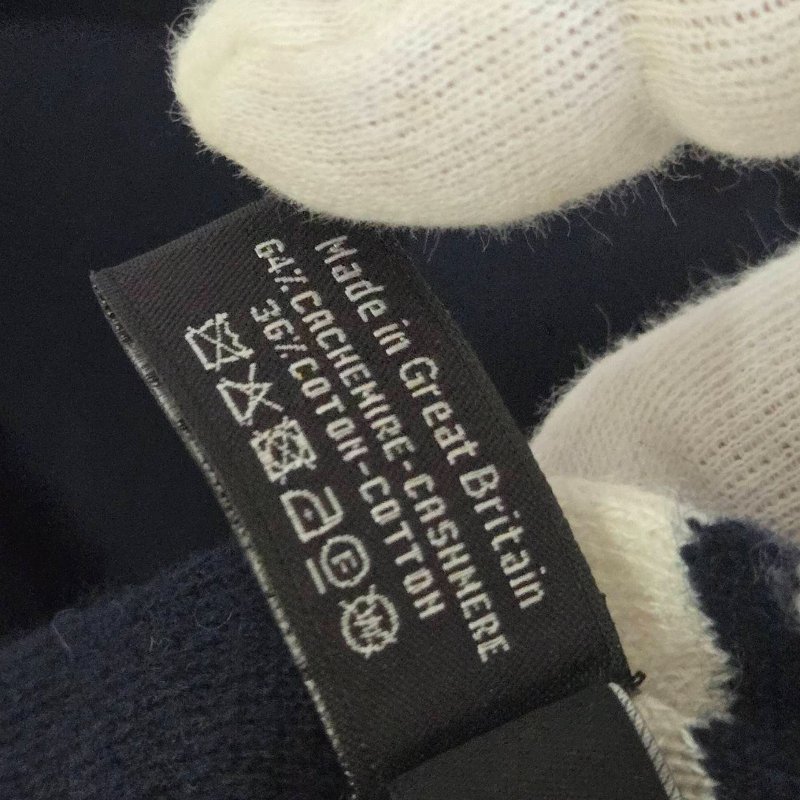 Made in Great Britain
64% CACHEMIRE-CASHMERE
36% COTON-COTTON
P
W